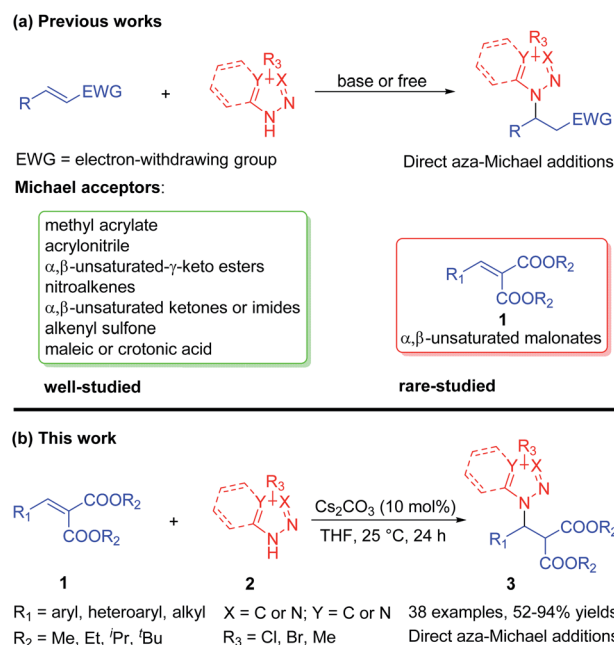 (a) Previous works
R
EWG
+
R3
Y
X
N
N
H
base or free
R3
Y
X
N
N
EWG
R
EWG = electron-withdrawing group
Direct aza-Michael additions
Michael acceptors:
methyl acrylate
acrylonitrile
α,β-unsaturated-γ-keto esters
nitroalkenes
α,β-unsaturated ketones or imides
alkenyl sulfone
maleic or crotonic acid
R1
COOR2
COOR2
1
α,β-unsaturated malonates
well-studied
rare-studied
(b) This work
R1
COOR2
COOR2
+
R3
Y
X
N
N
H
Cs2CO3 (10 mol%)
THF, 25 °C, 24 h
R3
Y
X
N
N
R1
COOR2
COOR2
1
2
3
R1 = aryl, heteroaryl, alkyl
X = C or N; Y = C or N
38 examples, 52-94% yields
R2 = Me, Et, iPr, tBu
R3 = Cl, Br, Me
Direct aza-Michael additions